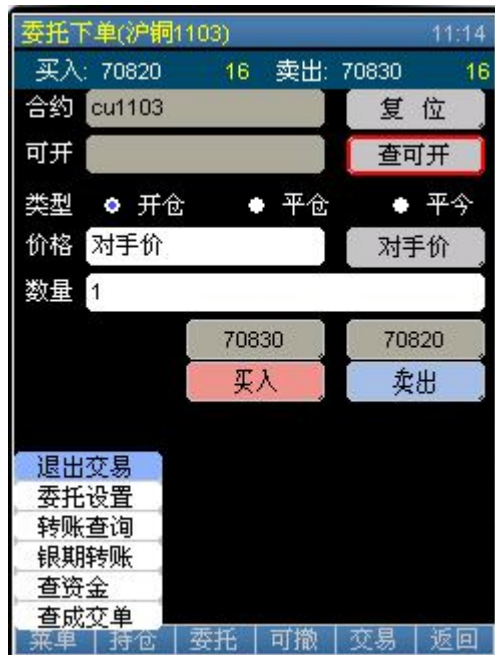 委托下单(沪铜1103) 11:14
买入: 70820 16 卖出: 70830 16
合约 cu1103 复 位
可开 查可开
类型 开仓 平仓 平今
价格 对手价 对手价
数量 1
70830 70820
买入 卖出
退出交易
委托设置
转账查询
银期转账
查资金
查成交单
菜单 持仓 委托 可撤 交易 返回